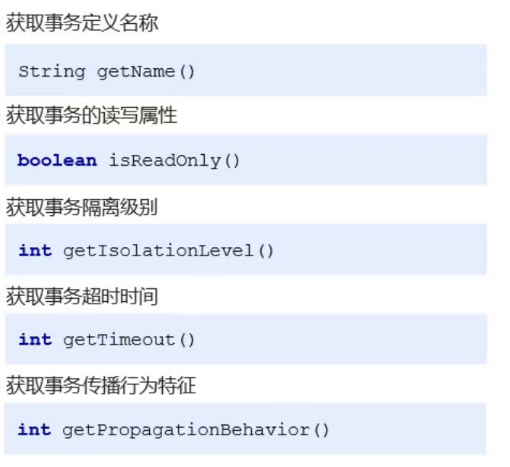 获取事务定义名称
String getName()
获取事务的读写属性
boolean isReadOnly()
获取事务隔离级别
int getIsolationLevel()
获取事务超时时间
int getTimeout()
获取事务传播行为特征
int getPropagationBehavior()